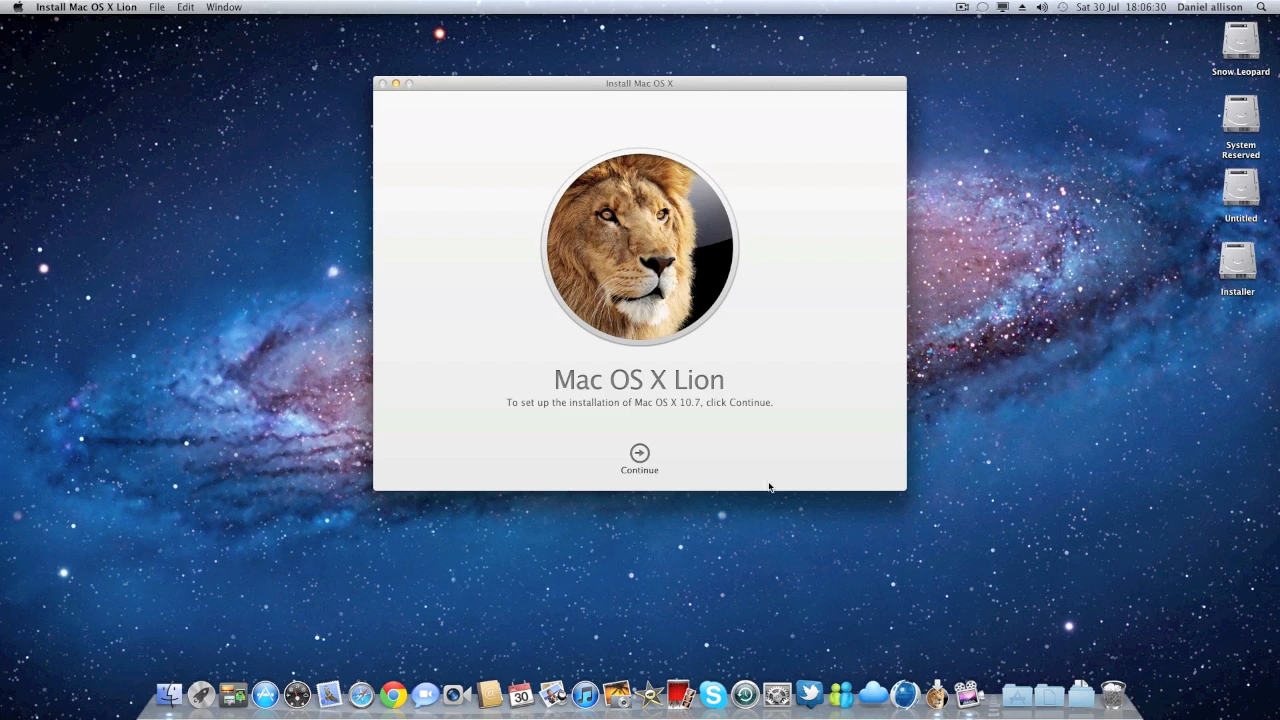 Install Mac OS X Lion File Edit Window Sat 30 Jul 18:06:30 Daniel allison
Snow Leopard
System
Reserved
Untitled
Installer
Install Mac OS X
Mac OS X Lion
To set up the installation of Mac OS X 10.7, click Continue.
Continue
30